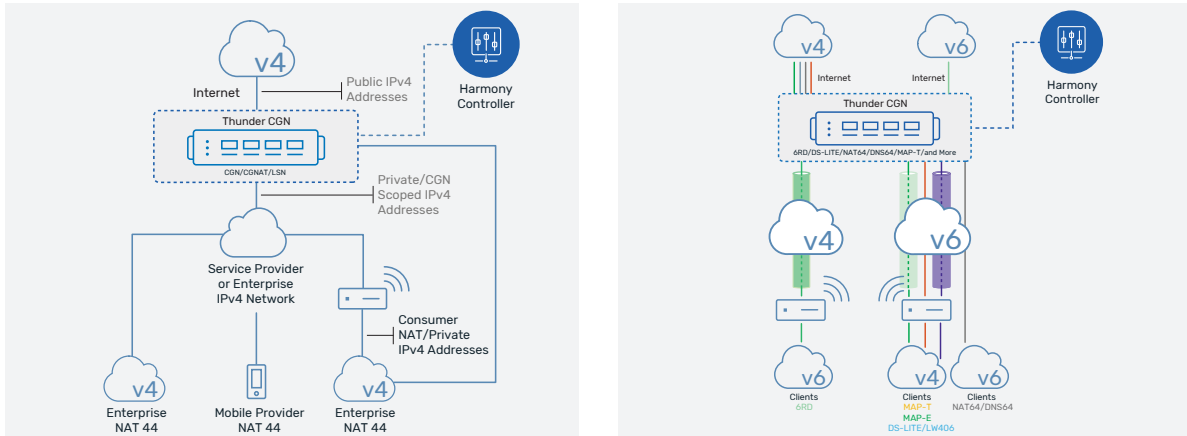 v4
Internet
Public IPv4
Addresses
Harmony
Controller
Thunder CGN
CGN/CGNAT/LSN
Private/CGN
Scoped IPv4
Addresses
Service Provider
or Enterprise
IPv4 Network
Consumer
NAT/Private
IPv4 Addresses
v4
Enterprise
NAT 44
Mobile Provider
NAT 44
v4
Enterprise
NAT 44
v4
v6
Internet
Internet
Harmony
Controller
Thunder CGN
6RD/DS-LITE/NAT64/DNS64/MAP-T/and More
v4
v6
v6
Clients
6RD
v4
Clients
MAP-T
MAP-E
DS-LITE/LW406
v6
Clients
NAT64/DNS64